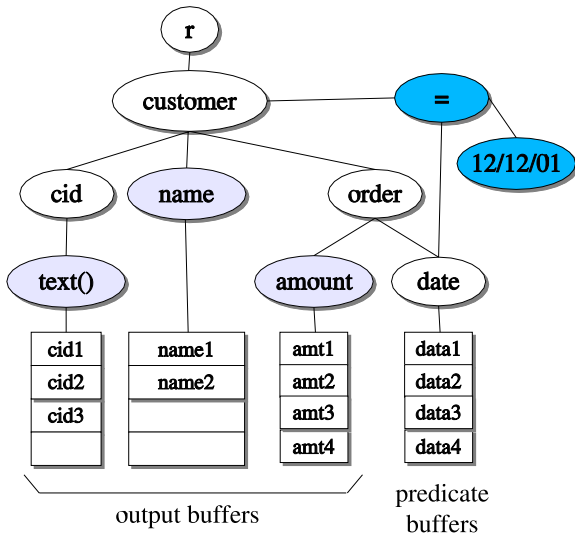 r
customer
=
12/12/01
cid
name
order
text()
amount
date
cid1
name1
amt1
data1
cid2
name2
amt2
data2
cid3
amt3
data3
amt4
data4
output buffers
predicate
buffers